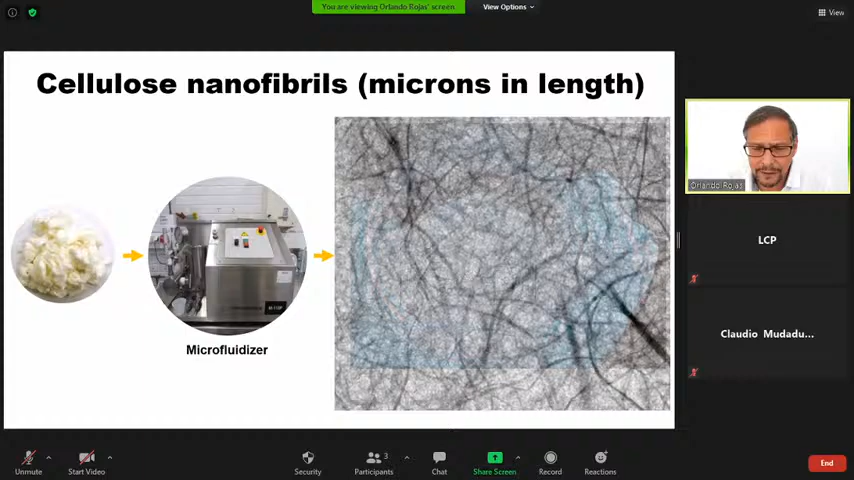 You are viewing Orlando Rojas' screen
View Options
View
Cellulose nanofibrils (microns in length)
Microfluidizer
Orlando Rojas
LCP
Claudio Mudadu...
Unmute
Start Video
Security
Participants
3
Chat
Share Screen
Record
Reactions
End